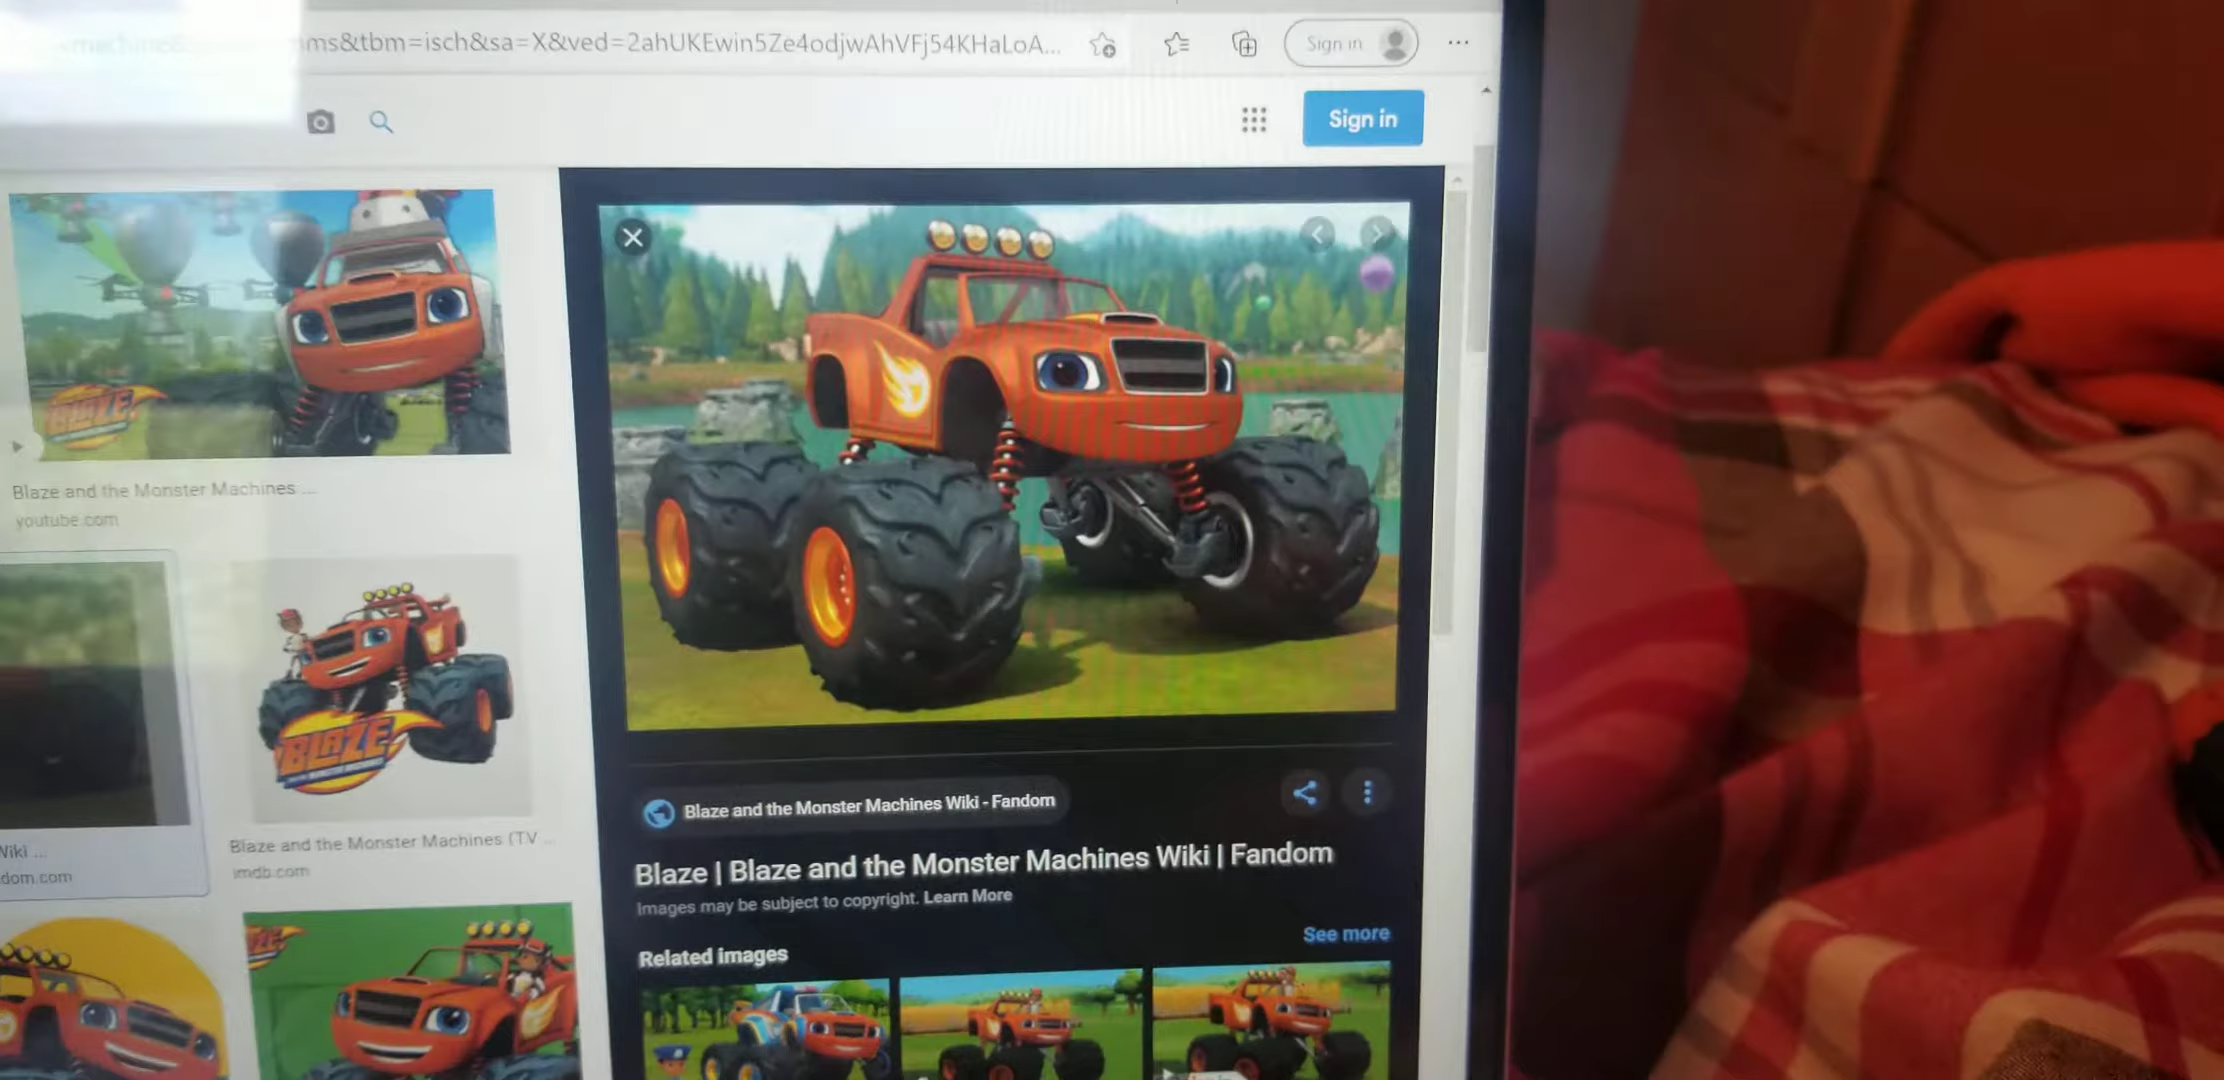 ms&tbm=isch&sa=X&ved=2ahUKEwin5Ze4odjwAhVFj54KHaLoA...
Sign in
Sign in
BLAZE
Blaze and the Monster Machines ...
youtube.com
Wiki ...
dom.com
BLAZE
Blaze and the Monster Machines (TV ...
imdb.com
Blaze and the Monster Machines Wiki - Fandom
Blaze | Blaze and the Monster Machines Wiki | Fandom
Images may be subject to copyright. Learn More
Related images
See more